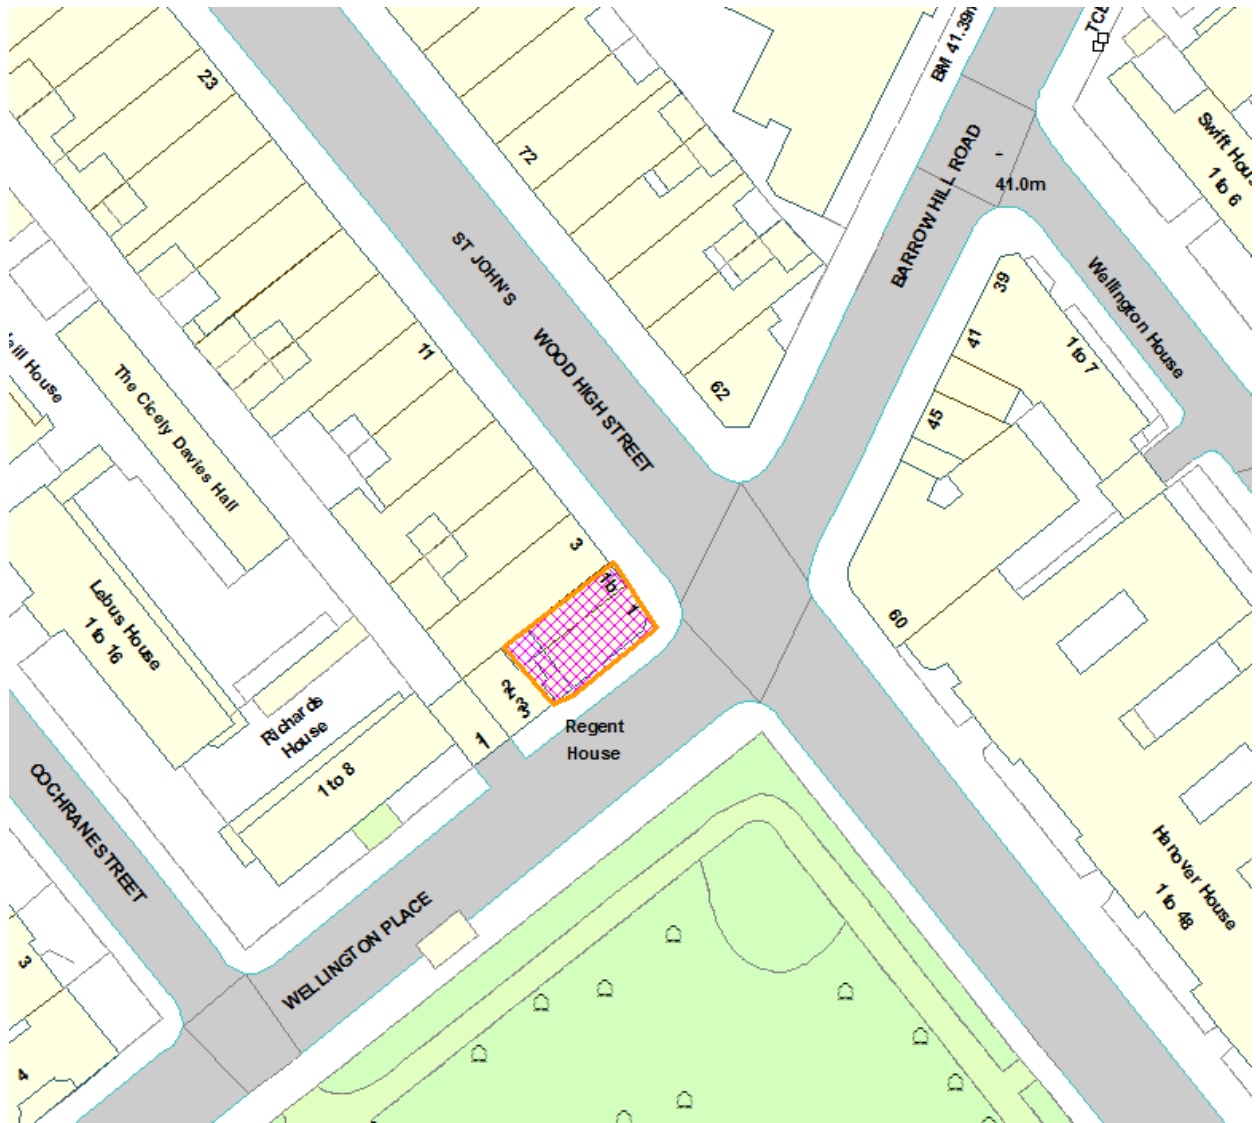 23
BM 41.39m
TCB
72
Swift House
1 to 6
BARROW HILL ROAD
-
41.0m
ST JOHN'S
WOOD HIGH STREET
Wellington House
39
41
1 to 7
45
11
62
The Cicely Davies Hall
ill House
3
1b
1
60
Lebus House
1 to 16
Richards
House
1 to 8
1
Regent
House
COCHRANE STREET
WELLINGTON PLACE
Hanover House
1 to 48
3
4